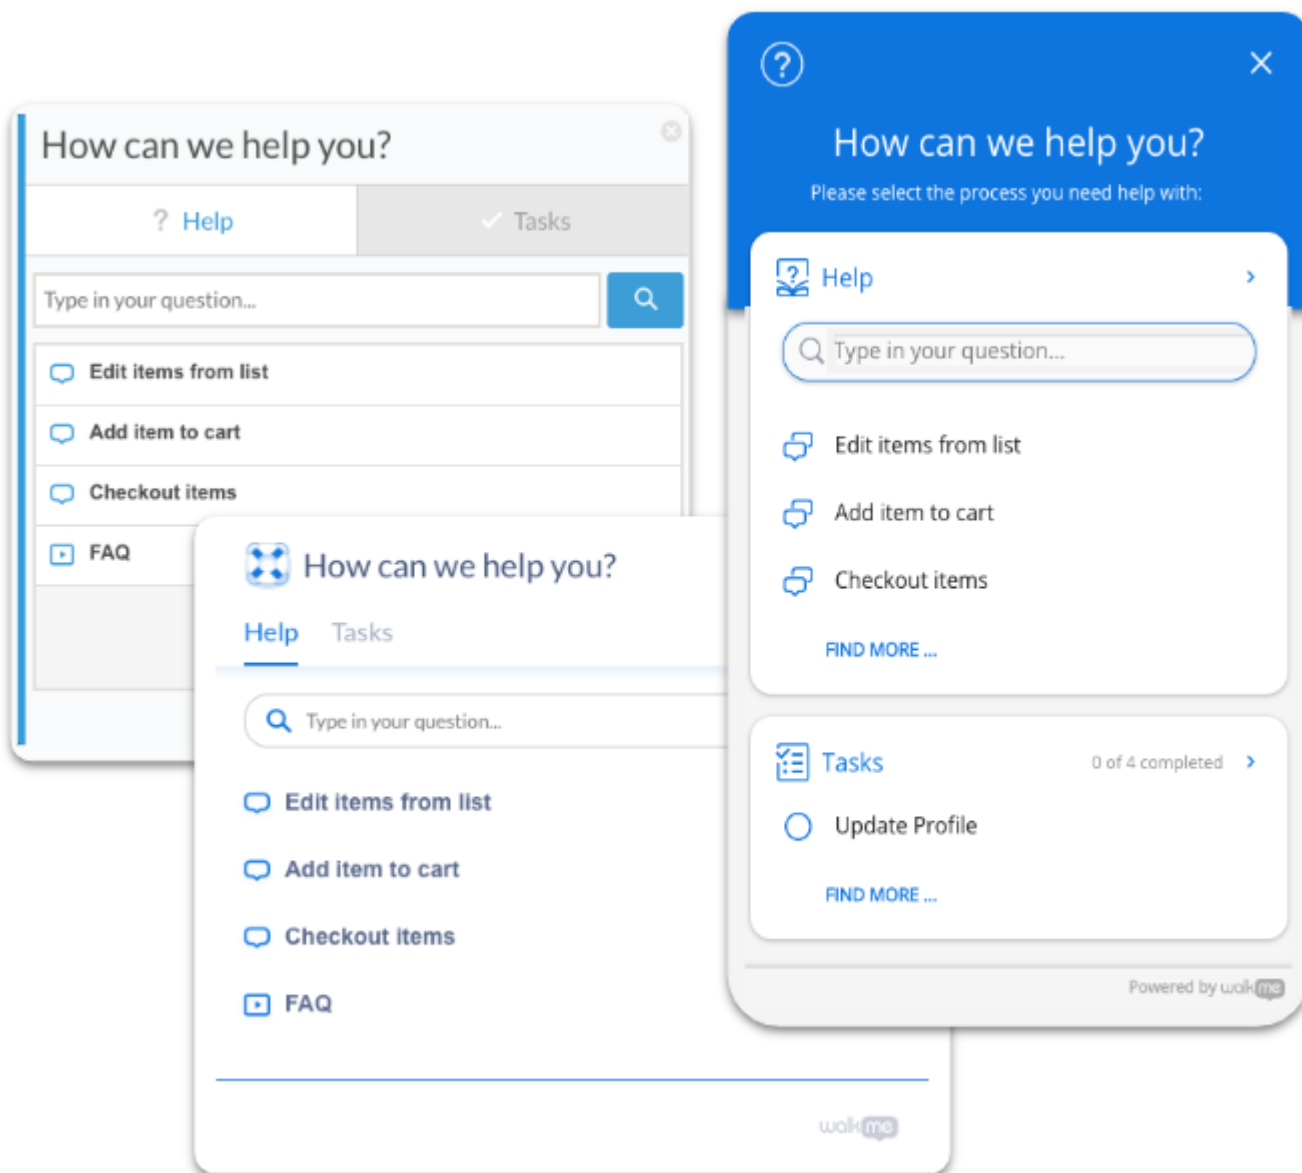 How can we help you?
? Help
Tasks
Type in your question...
Edit items from list
Add item to cart
Checkout items
FAQ
How can we help you?
Help Tasks
Type in your question...
Edit items from list
Add item to cart
Checkout items
FAQ
walkme
?
How can we help you?
Please select the process you need help with:
? Help
Type in your question...
Edit items from list
Add item to cart
Checkout items
FIND MORE ...
Tasks 0 of 4 completed
Update Profile
FIND MORE ...
Powered by walkme